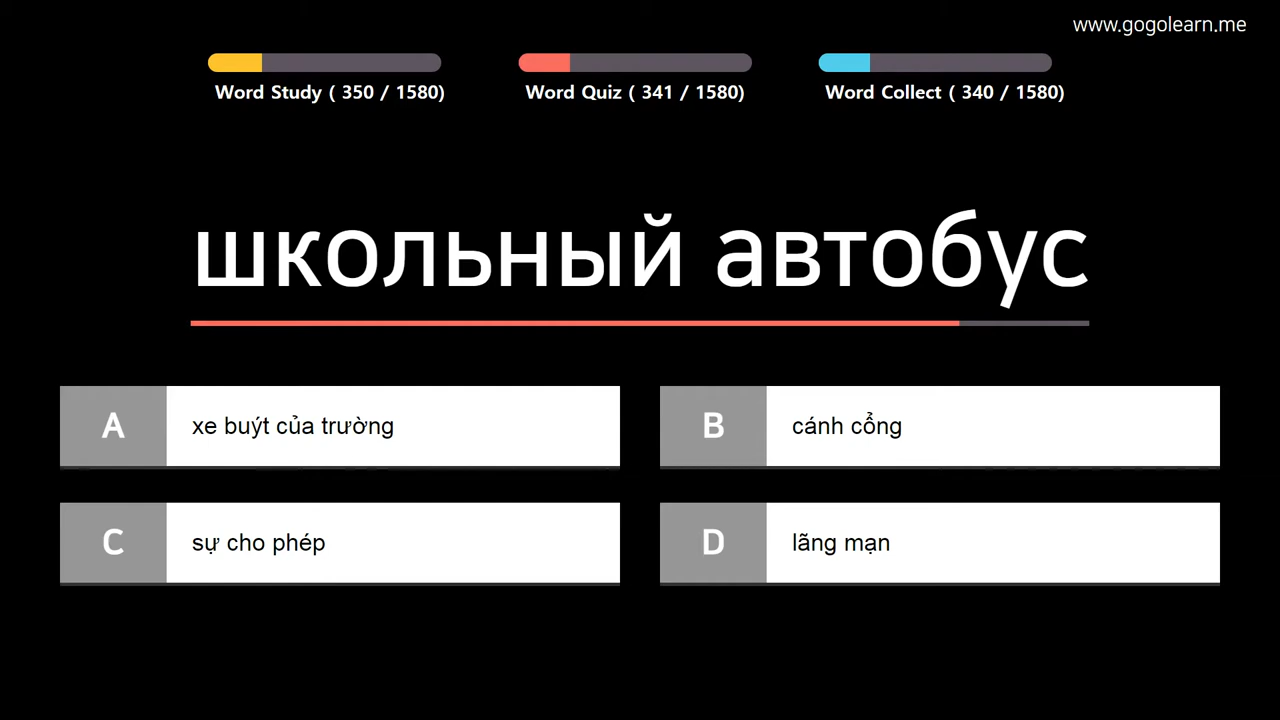 www.gogolearn.me
Word Study ( 350 / 1580)
Word Quiz ( 341 / 1580)
Word Collect ( 340 / 1580)
школьный автобус
A
xe buýt của trường
B
cánh cổng
C
sự cho phép
D
lãng mạn